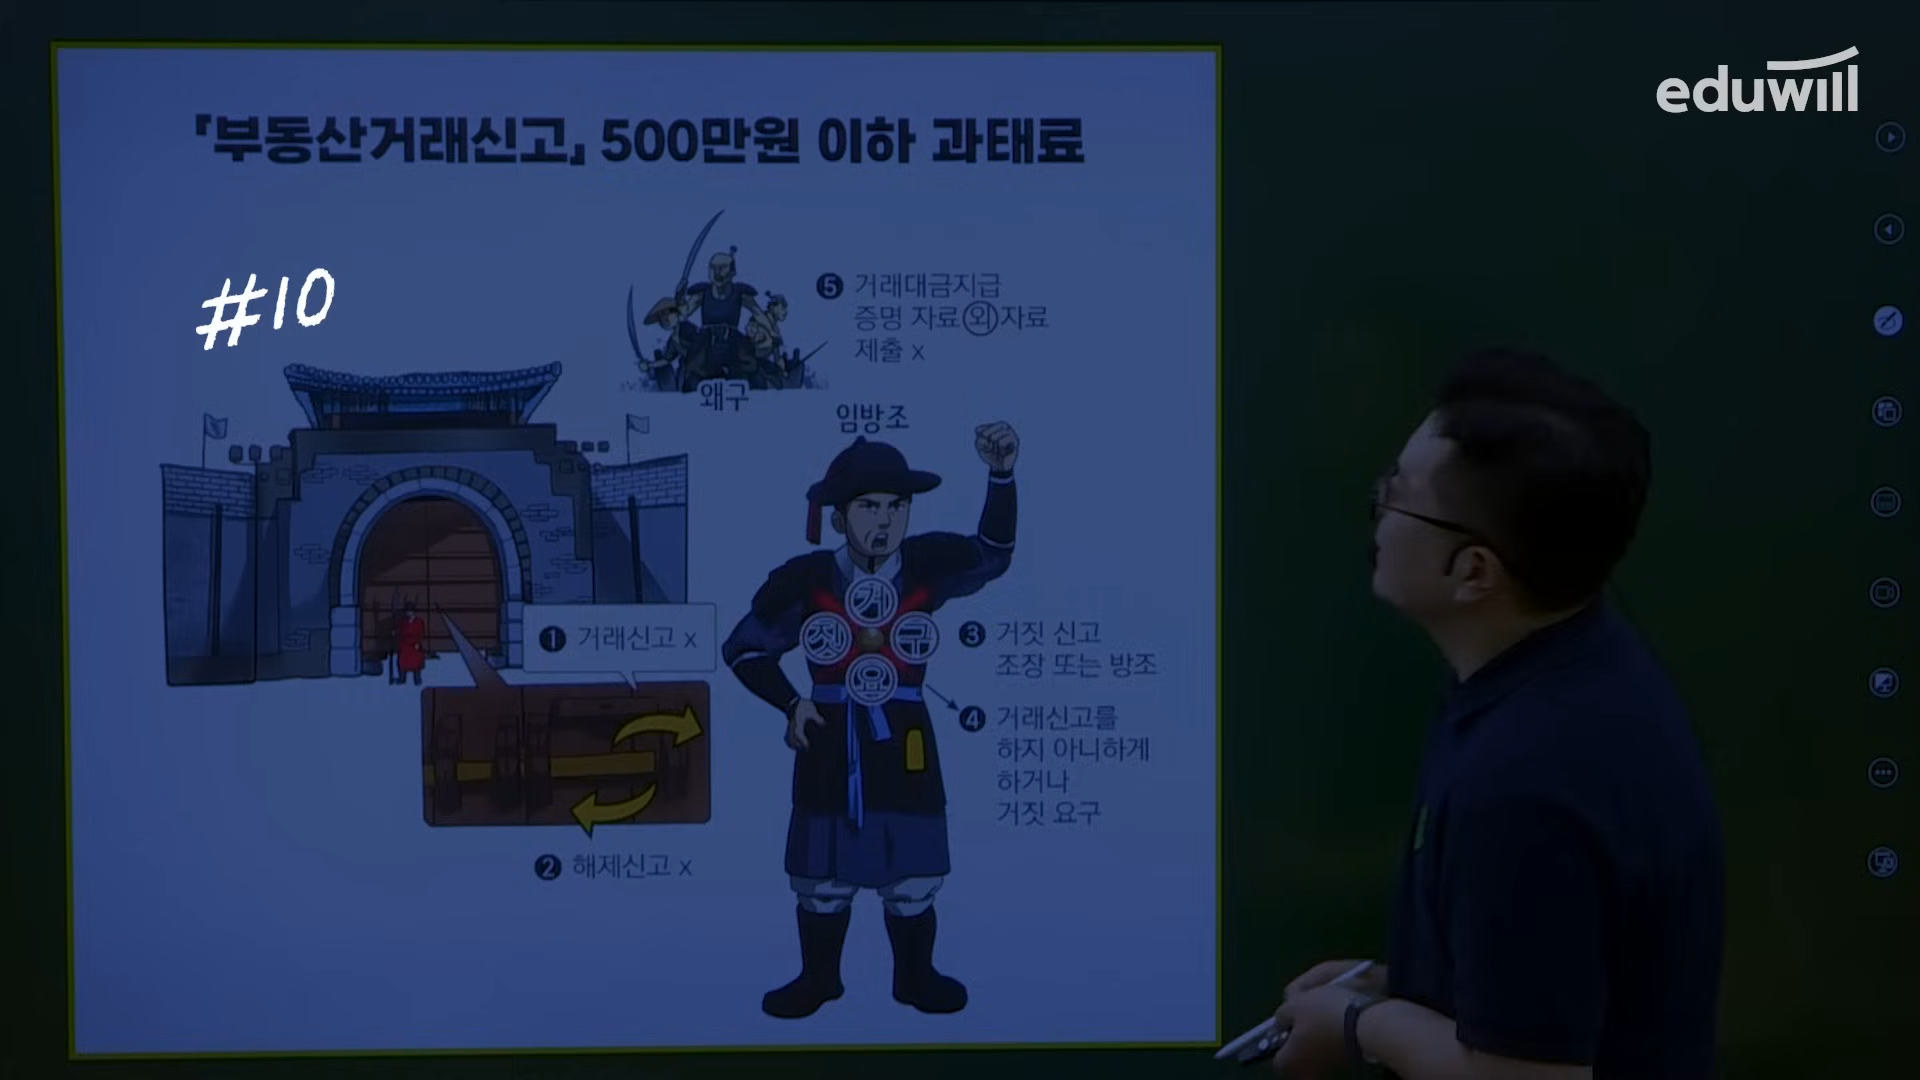 eduwill
「부동산거래신고」 500만원 이하 과태료
#10
⑤ 거래대금지급
증명 자료 외 자료
제출 x
왜구
임방조
거
짓 구
요
① 거래신고 x
② 해제신고 x
③ 거짓 신고
조장 또는 방조
④ 거래신고를
하지 아니하게
하거나
거짓 요구